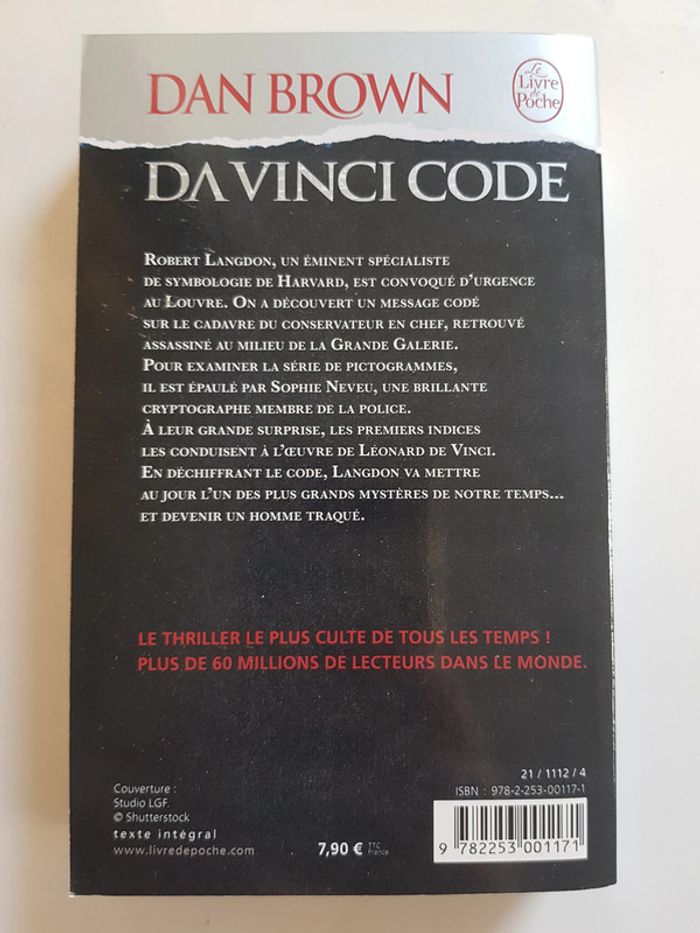 DAN BROWN
Le
Livre
de
Poche
DA VINCI CODE
Robert Langdon, un éminent spécialiste
de symbologie de Harvard, est convoqué d'urgence
au Louvre. On a découvert un message codé
sur le cadavre du conservateur en chef, retrouvé
assassiné au milieu de la Grande Galerie.
Pour examiner la série de pictogrammes,
il est épaulé par Sophie Neveu, une brillante
cryptographe membre de la police.
À leur grande surprise, les premiers indices
les conduisent à l'œuvre de Léonard de Vinci.
En déchiffrant le code, Langdon va mettre
au jour l'un des plus grands mystères de notre temps...
et devenir un homme traqué.
LE THRILLER LE PLUS CULTE DE TOUS LES TEMPS !
PLUS DE 60 MILLIONS DE LECTEURS DANS LE MONDE.
Couverture :
Studio LGF.
© Shutterstock
texte intégral
www.livredepoche.com
7,90 € TTC
France
21 / 1112 / 4
ISBN : 978-2-253-00117-1
9 782253 001171